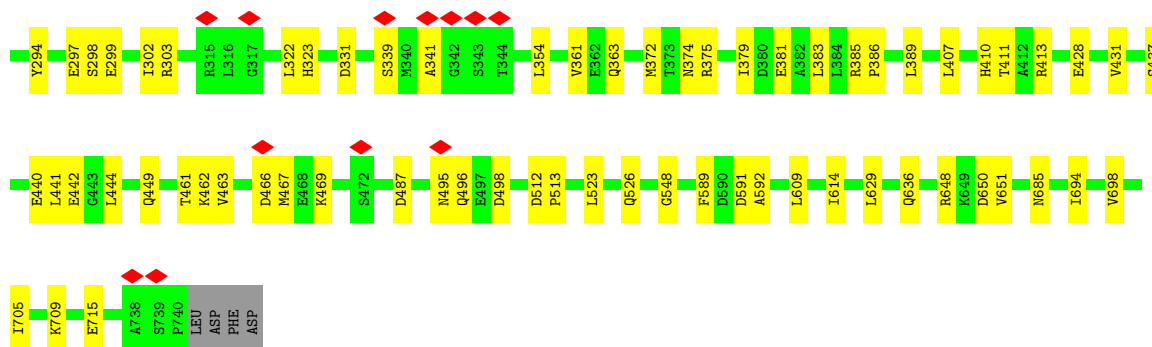 Y294 E297 S298 E299 I302 R303 R315 L316 G317 L322 H323 D331 S339 M340 A341 G342 S343 T344 L354 V361 E362 Q363 M372 T373 N374 R375 I379 D380 E381 A382 L383 L384 R385 P386 L389 L407 H410 T411 A412 R413 E428 V431
E440 L441 E442 G443 L444 Q449 T461 K462 V463 D466 M467 E468 K469 S472 D487 N495 Q496 E497 D498 D512 P513 L523 Q526 G548 F589 D590 D591 A592 L609 I614 L629 Q636 R648 K649 D650 V651 N685 I694 V698
I705 K709 E715 A738 S739 P740 LEU ASP PHE ASP